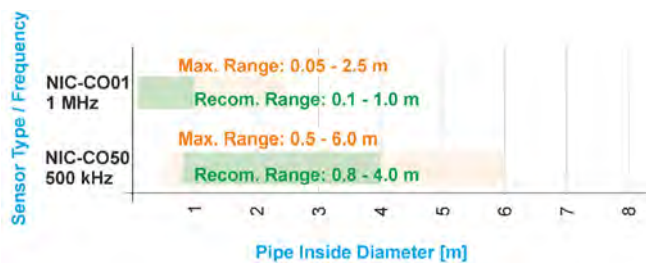 Sensor Type / Frequency
Max. Range: 0.05 - 2.5 m
NIC-CO01
1 MHz
Recom. Range: 0.1 - 1.0 m
Max. Range: 0.5 - 6.0 m
NIC-CO50
500 kHz
Recom. Range: 0.8 - 4.0 m
1 2 3 4 5 6 7 8
Pipe Inside Diameter [m]